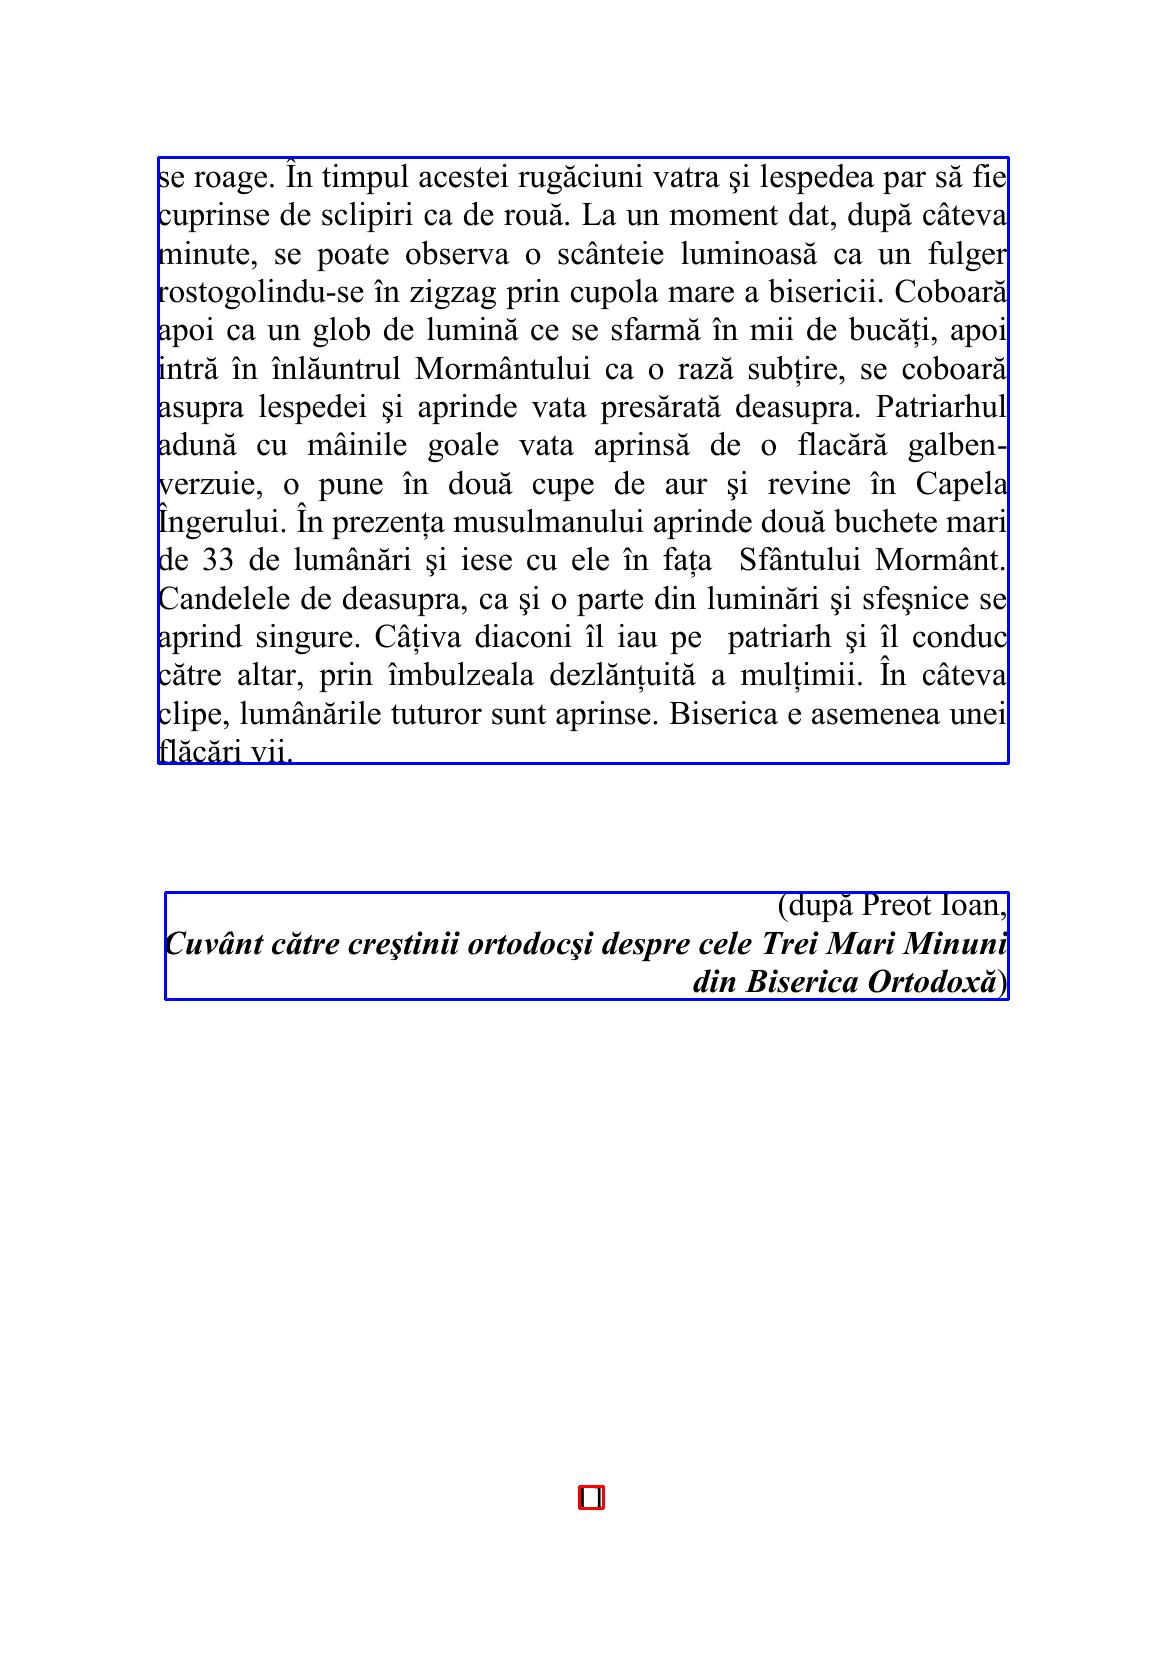 se roage. În timpul acestei rugăciuni vatra şi lespedea par să fie
cuprinse de sclipiri ca de rouă. La un moment dat, după câteva
minute, se poate observa o scânteie luminoasă ca un fulger
rostogolindu-se în zigzag prin cupola mare a bisericii. Coboară
apoi ca un glob de lumină ce se sfarmă în mii de bucăți, apoi
intră în înlăuntrul Mormântului ca o rază subțire, se coboară
asupra lespedei şi aprinde vata presărată deasupra. Patriarhul
adună cu mâinile goale vata aprinsă de o flacără galben-
verzuie, o pune în două cupe de aur şi revine în Capela
Îngerului. În prezența musulmanului aprinde două buchete mari
de 33 de lumânări şi iese cu ele în fața  Sfântului Mormânt.
Candelele de deasupra, ca şi o parte din luminări şi sfeşnice se
aprind singure. Câțiva diaconi îl iau pe  patriarh şi îl conduc
către altar, prin îmbulzeala dezlănțuită a mulțimii. În câteva
clipe, lumânările tuturor sunt aprinse. Biserica e asemenea unei
flăcări vii.
(după Preot Ioan,
Cuvânt către creştinii ortodocşi despre cele Trei Mari Minuni
din Biserica Ortodoxă)